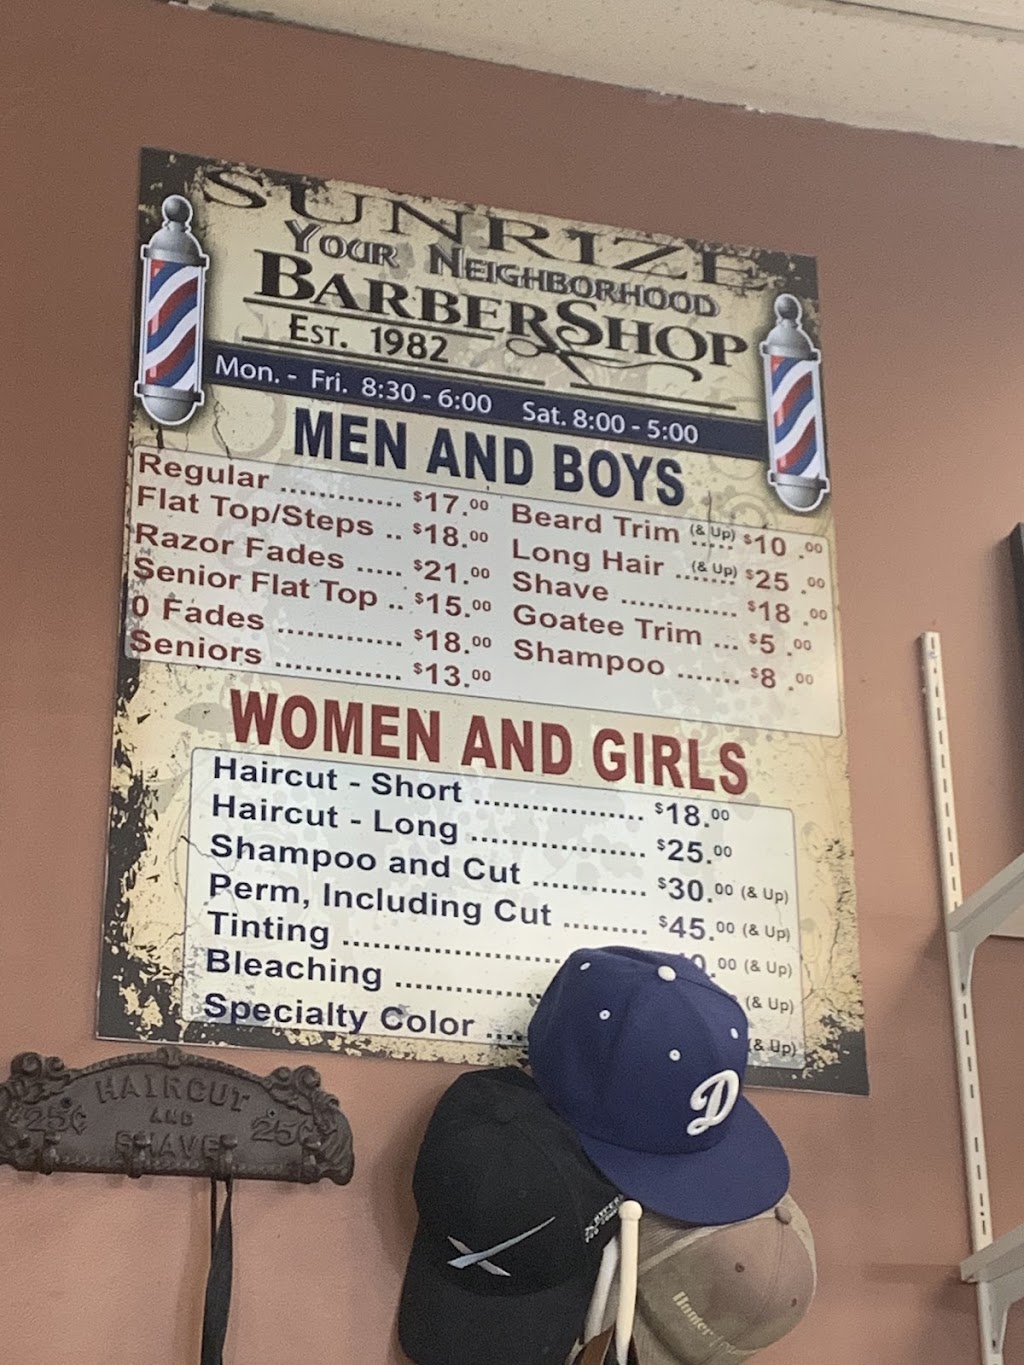 SUNRIZE
YOUR NEIGHBORHOOD
BARBERSHOP
EST. 1982
Mon. - Fri. 8:30 - 6:00 Sat. 8:00 - 5:00
MEN AND BOYS
Regular ............. $17.00
Flat Top/Steps .. $18.00
Razor Fades ..... $21.00
Senior Flat Top .. $15.00
0 Fades ............. $18.00
Seniors ............. $13.00
Beard Trim (& Up) ..... $10 .00
Long Hair (& Up) ....... $25 .00
Shave ............ $18 .00
Goatee Trim ... $5 .00
Shampoo ....... $8 .00
WOMEN AND GIRLS
Haircut - Short .................. $18.00
Haircut - Long .................. $25.00
Shampoo and Cut ............ $30.00 (& Up)
Perm, Including Cut ......... $45.00 (& Up)
Tinting ....................... .00 (& Up)
Bleaching ............... (& Up)
Specialty Color .... (& Up)
HAIRCUT
25¢ AND 25¢
SHAVE
D
Hunter